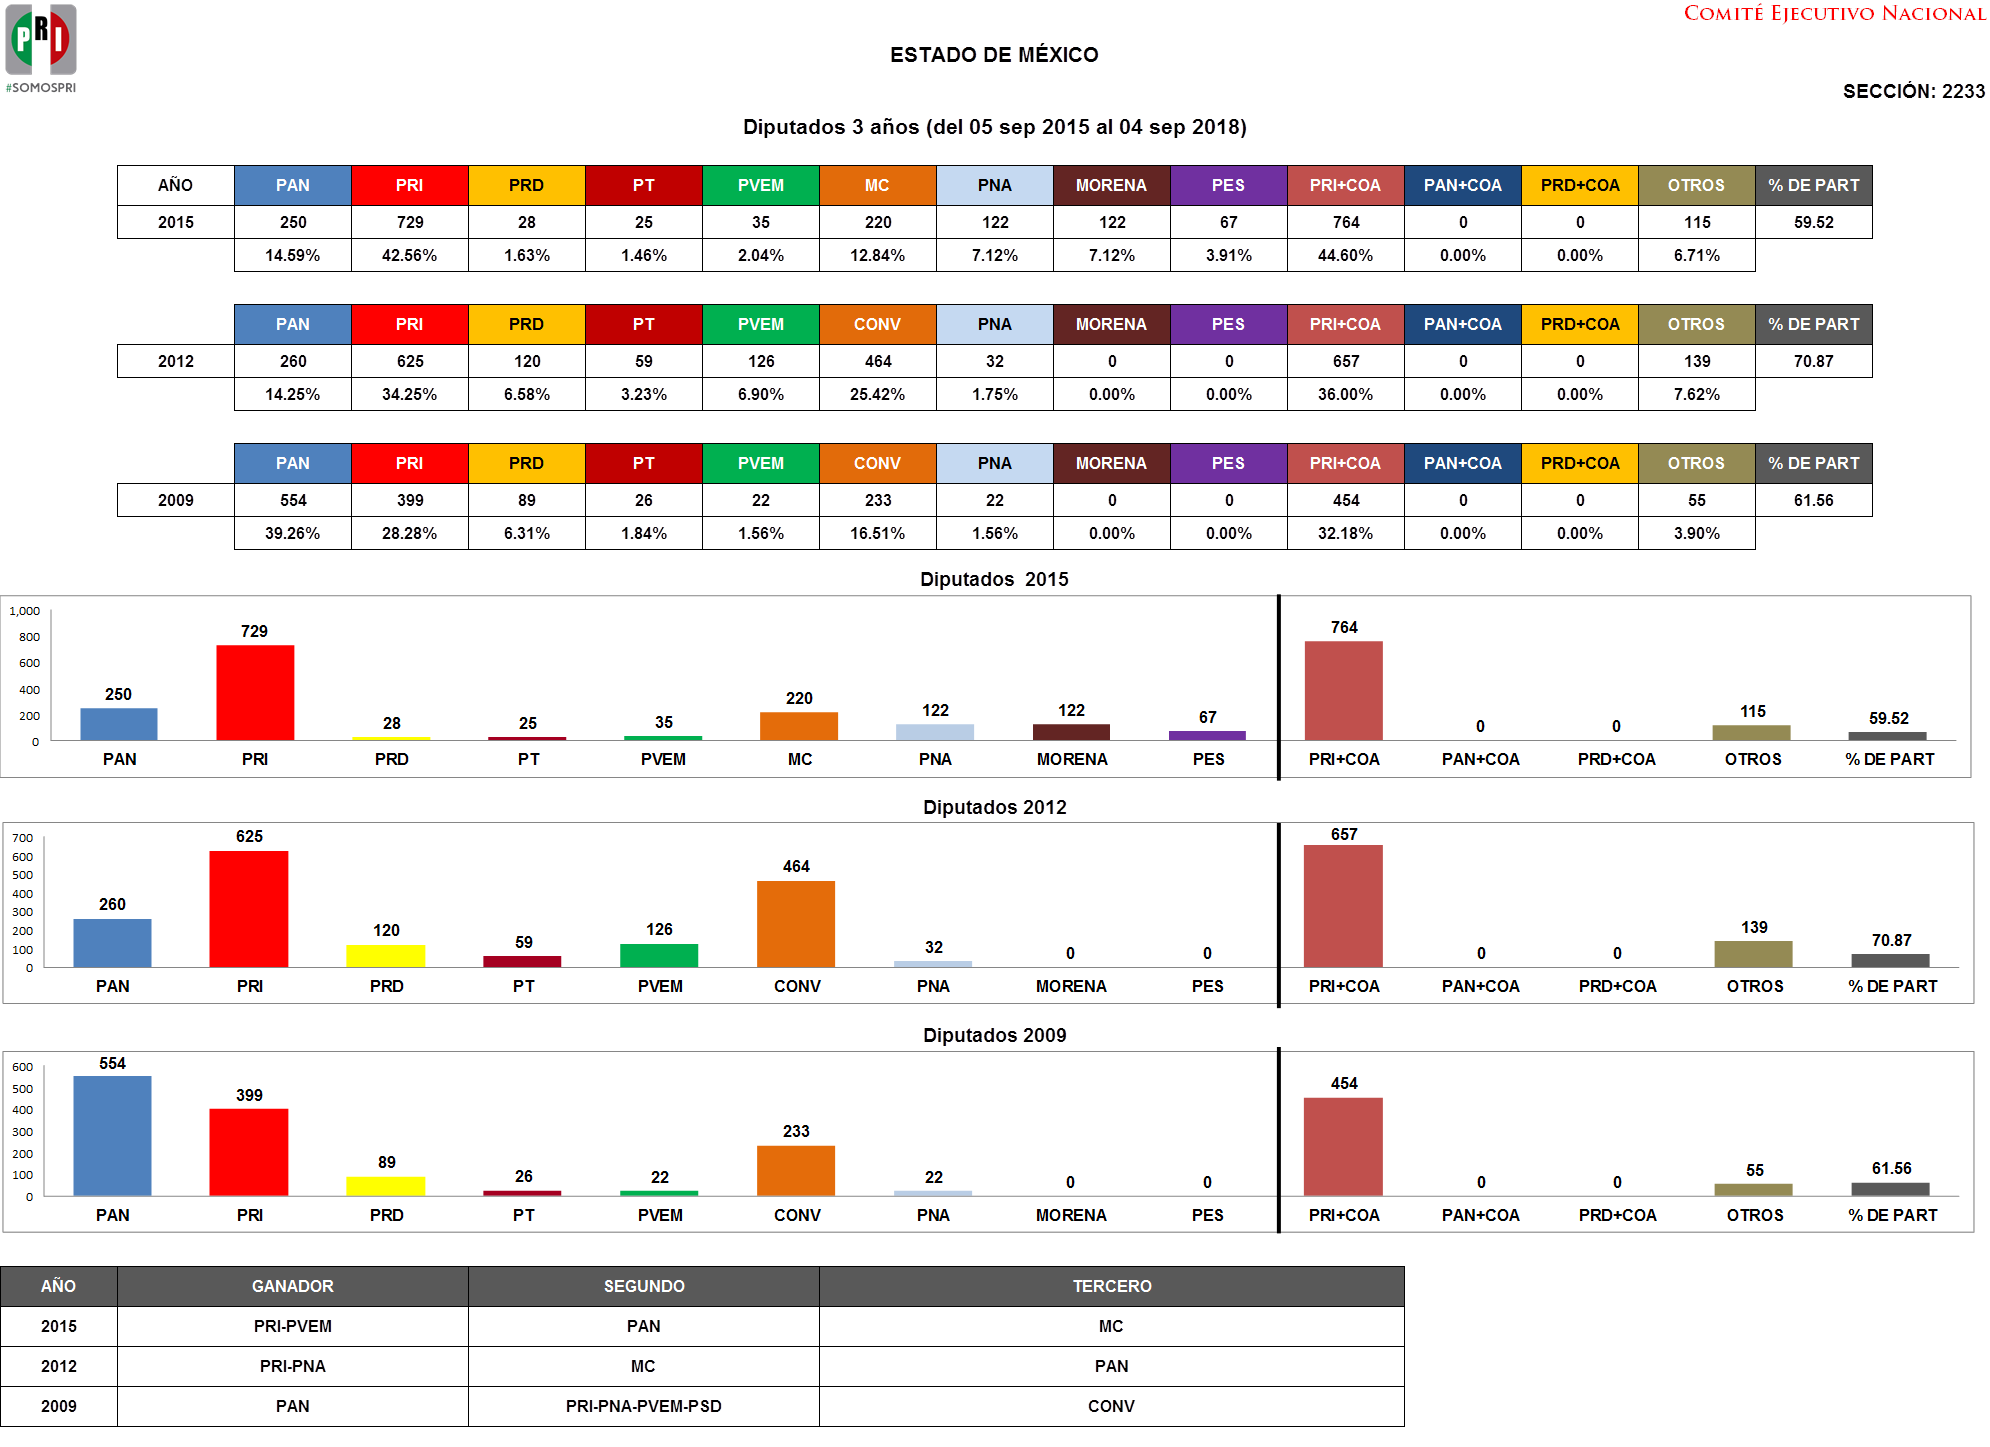 PRI
#SOMOSPRI
COMITÉ EJECUTIVO NACIONAL
ESTADO DE MÉXICO
SECCIÓN: 2233
Diputados 3 años (del 05 sep 2015 al 04 sep 2018)
AÑO PAN PRI PRD PT PVEM MC PNA MORENA PES PRI+COA PAN+COA PRD+COA OTROS % DE PART
2015 250 729 28 25 35 220 122 122 67 764 0 0 115 59.52
14.59% 42.56% 1.63% 1.46% 2.04% 12.84% 7.12% 7.12% 3.91% 44.60% 0.00% 0.00% 6.71%
PAN PRI PRD PT PVEM CONV PNA MORENA PES PRI+COA PAN+COA PRD+COA OTROS % DE PART
2012 260 625 120 59 126 464 32 0 0 657 0 0 139 70.87
14.25% 34.25% 6.58% 3.23% 6.90% 25.42% 1.75% 0.00% 0.00% 36.00% 0.00% 0.00% 7.62%
PAN PRI PRD PT PVEM CONV PNA MORENA PES PRI+COA PAN+COA PRD+COA OTROS % DE PART
2009 554 399 89 26 22 233 22 0 0 454 0 0 55 61.56
39.26% 28.28% 6.31% 1.84% 1.56% 16.51% 1.56% 0.00% 0.00% 32.18% 0.00% 0.00% 3.90%
Diputados 2015
1,000
800
600
400
200
0
250 729 28 25 35 220 122 122 67 764 0 0 115 59.52
PAN PRI PRD PT PVEM MC PNA MORENA PES PRI+COA PAN+COA PRD+COA OTROS % DE PART
Diputados 2012
700
600
500
400
300
200
100
0
260 625 120 59 126 464 32 0 0 657 0 0 139 70.87
PAN PRI PRD PT PVEM CONV PNA MORENA PES PRI+COA PAN+COA PRD+COA OTROS % DE PART
Diputados 2009
600
500
400
300
200
100
0
554 399 89 26 22 233 22 0 0 454 0 0 55 61.56
PAN PRI PRD PT PVEM CONV PNA MORENA PES PRI+COA PAN+COA PRD+COA OTROS % DE PART
AÑO GANADOR SEGUNDO TERCERO
2015 PRI-PVEM PAN MC
2012 PRI-PNA MC PAN
2009 PAN PRI-PNA-PVEM-PSD CONV